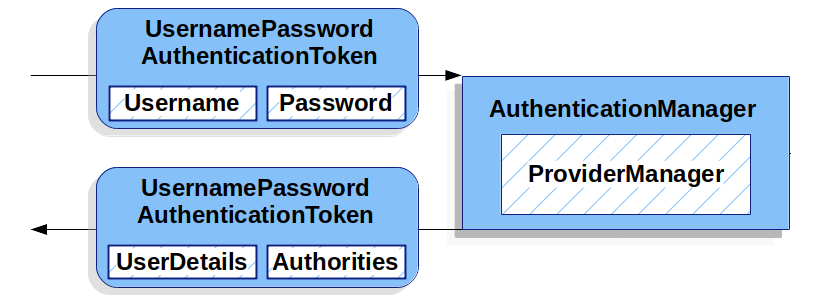 UsernamePassword
AuthenticationToken
Username Password
AuthenticationManager
ProviderManager
UsernamePassword
AuthenticationToken
UserDetails Authorities